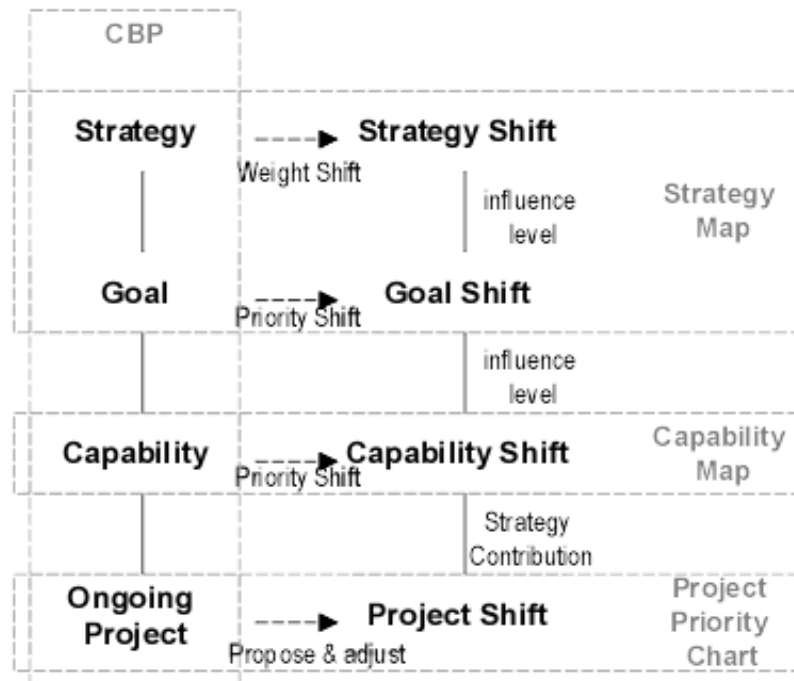 CBP
Strategy
Strategy Shift
Weight Shift
influence
level
Strategy
Map
Goal
Goal Shift
Priority Shift
influence
level
Capability
Capability Shift
Priority Shift
Capability
Map
Strategy
Contribution
Ongoing
Project
Project Shift
Propose & adjust
Project
Priority
Chart